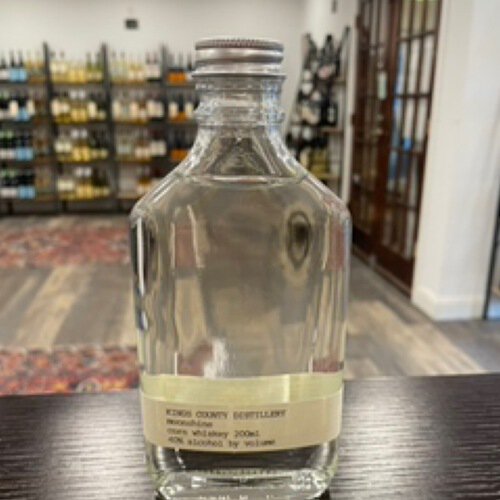 KINGS COUNTY DISTILLERY
moonshine
corn whiskey 200ml
40% alcohol by volume